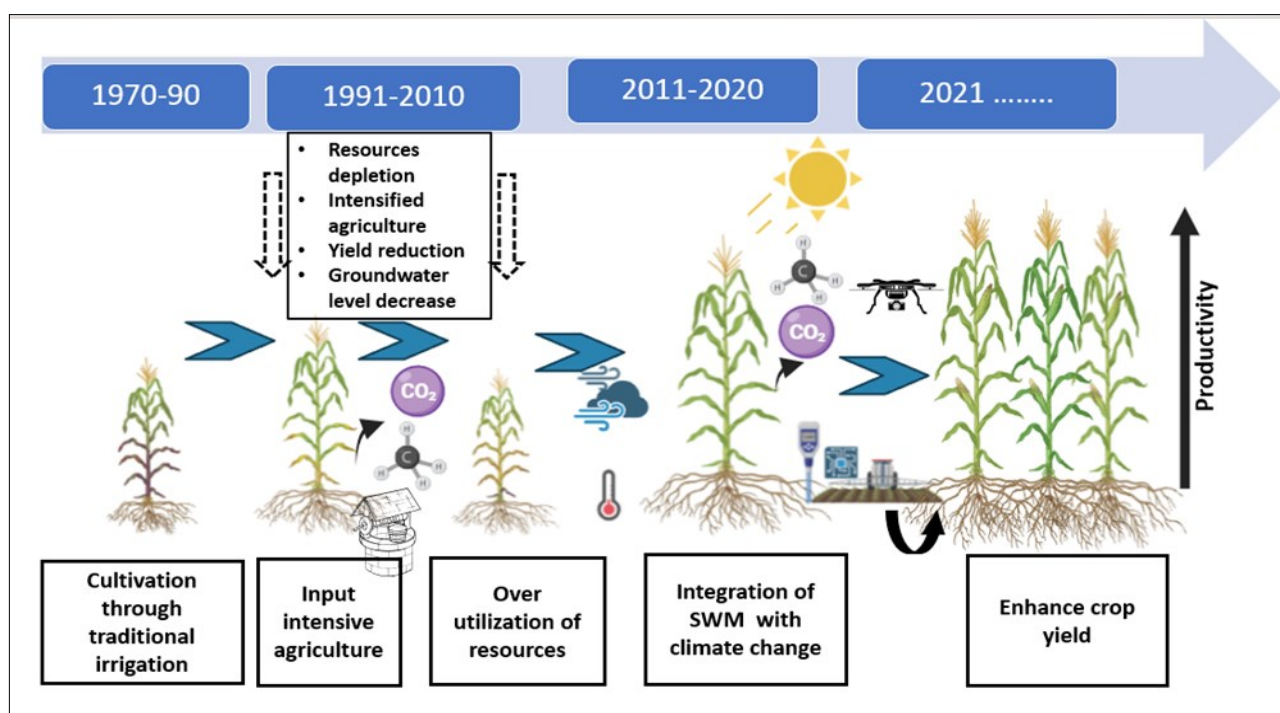 1970-90
1991-2010
2011-2020
2021 ........
• Resources
depletion
• Intensified
agriculture
• Yield reduction
• Groundwater
level decrease
CO₂
H
C
H
H
H
H
C
H
H
H
CO₂
Productivity
Cultivation
through
traditional
irrigation
Input
intensive
agriculture
Over
utilization of
resources
Integration of
SWM with
climate change
Enhance crop
yield